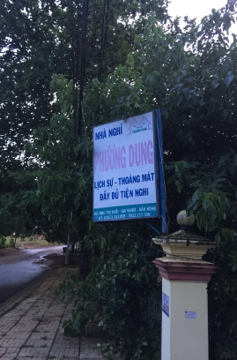 NHÀ NGHỈ
PHƯƠNG DUNG
LỊCH SỰ - THOÁNG MÁT
ĐẦY ĐỦ TIỆN NGHI